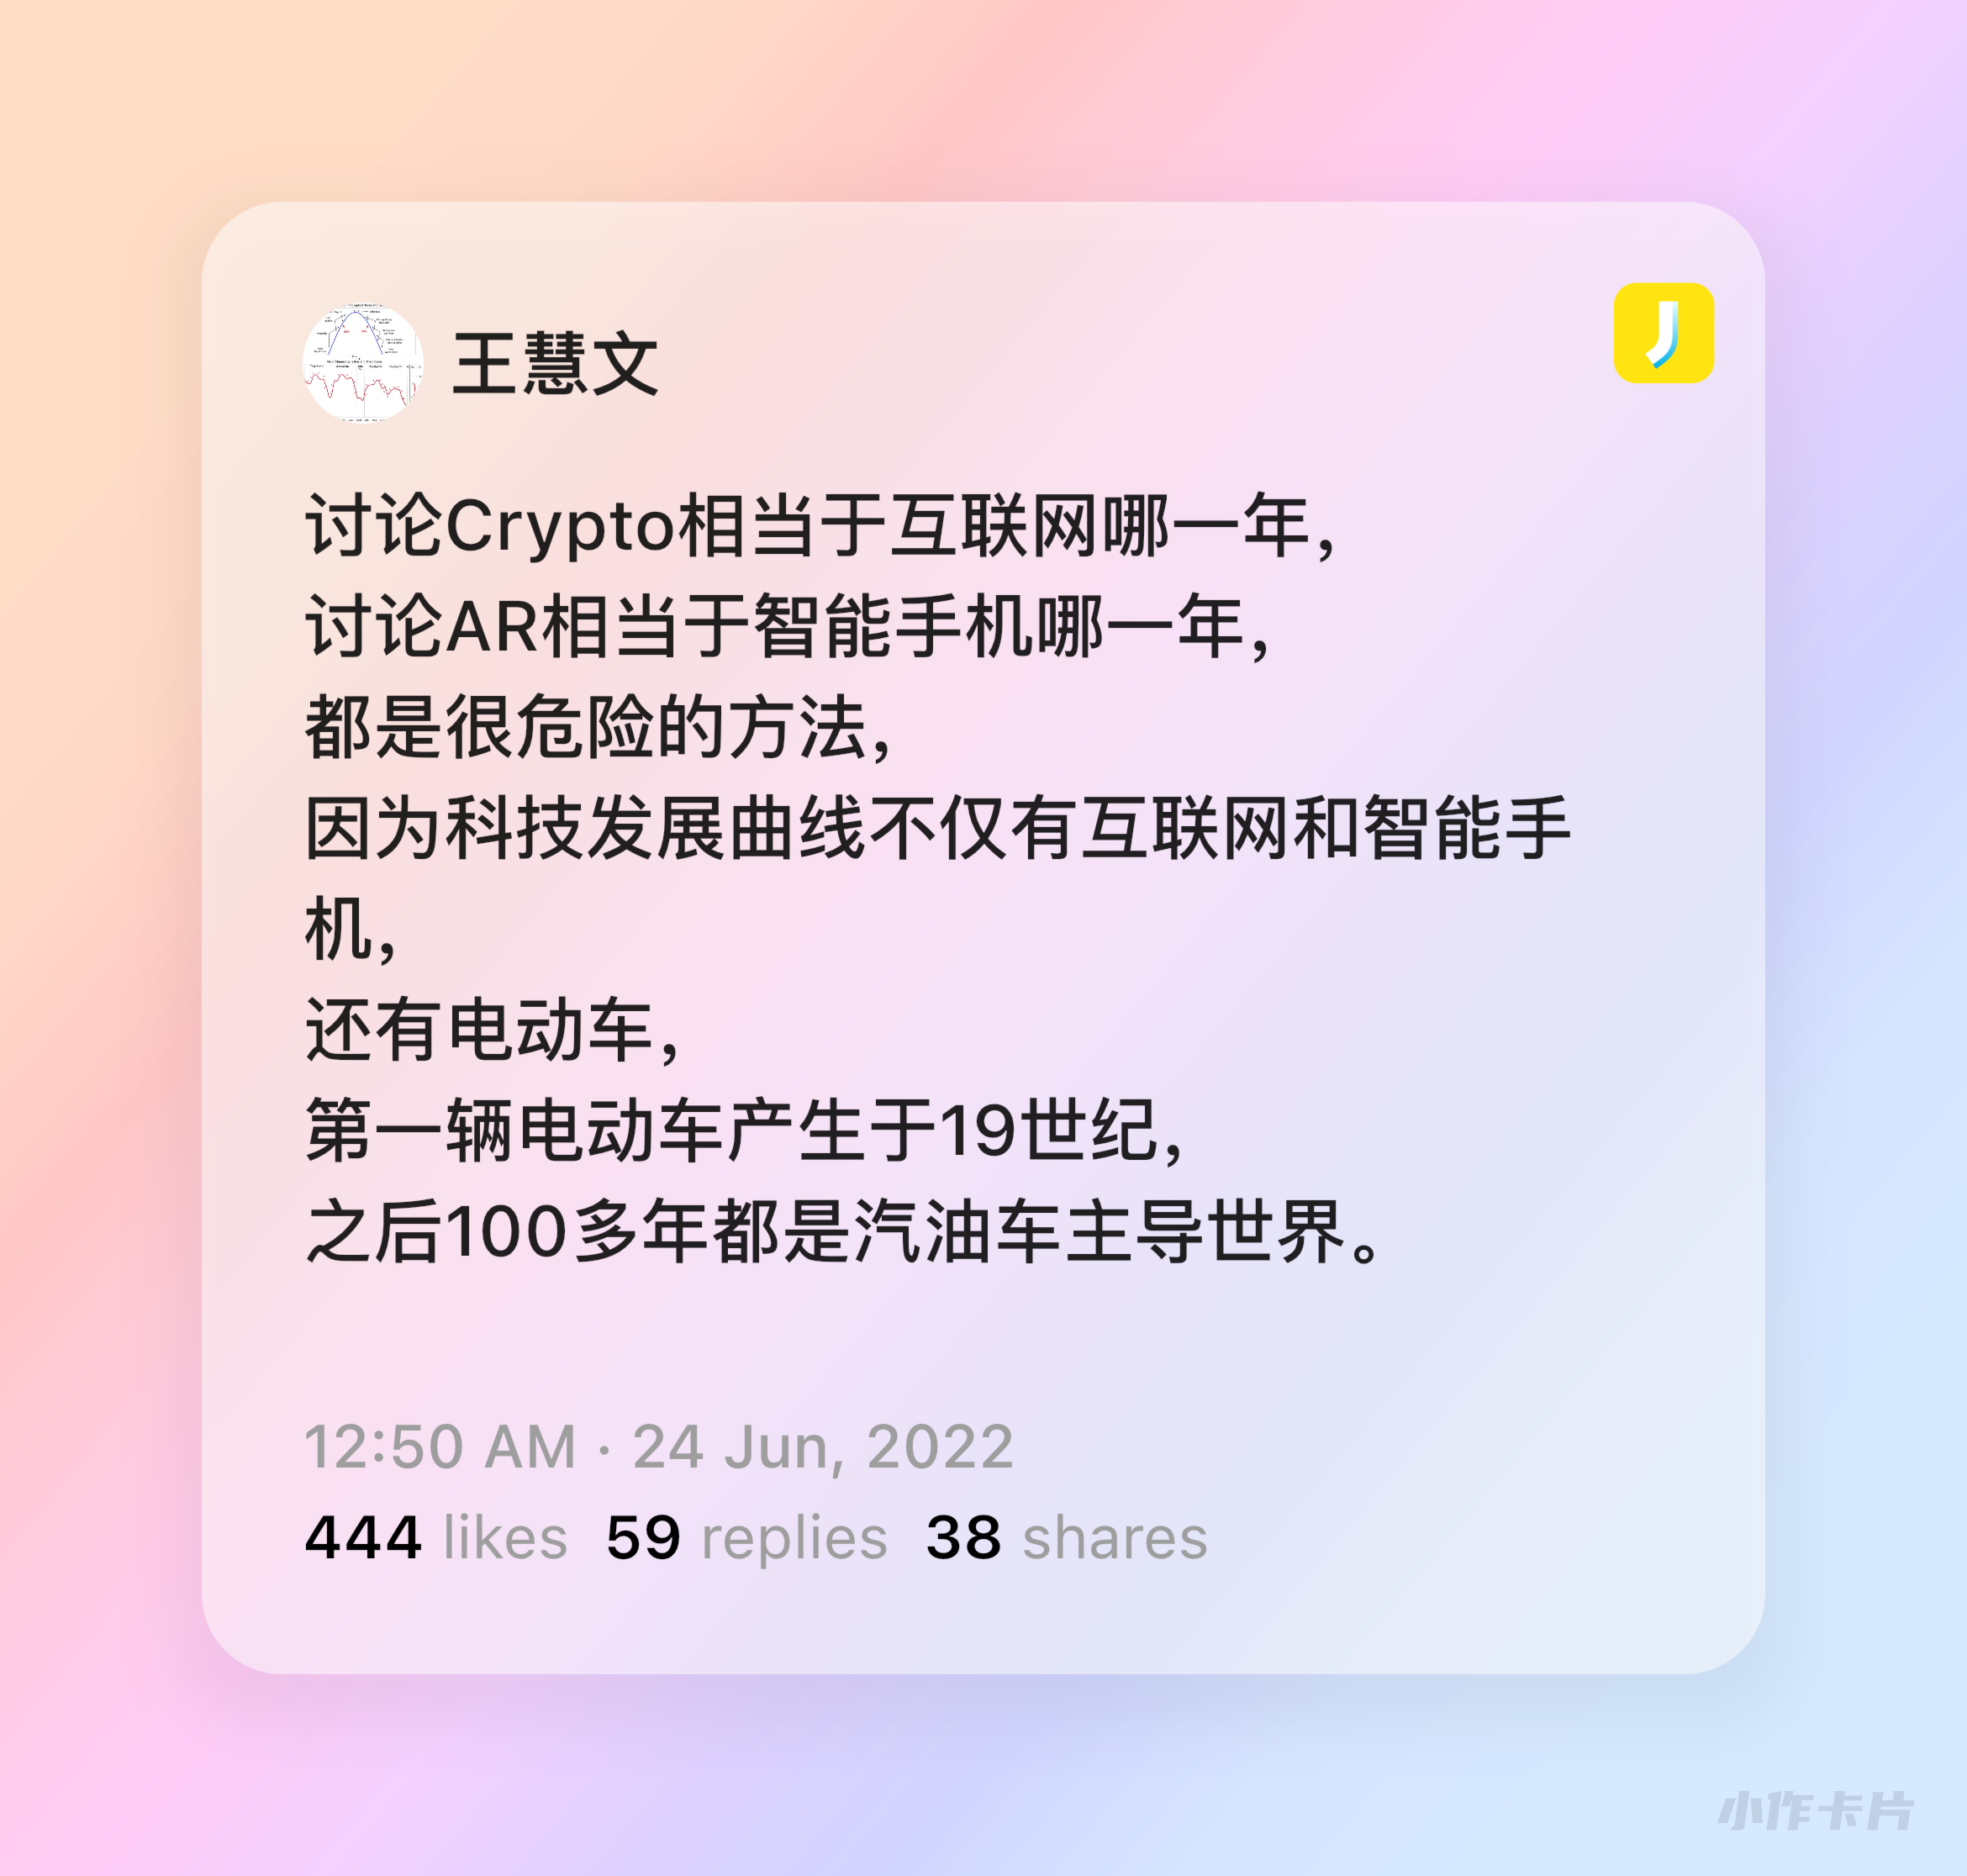 王慧文
讨论Crypto相当于互联网哪一年，
讨论AR相当于智能手机哪一年，
都是很危险的方法，
因为科技发展曲线不仅有互联网和智能手
机，
还有电动车，
第一辆电动车产生于19世纪，
之后100多年都是汽油车主导世界。
12:50 AM · 24 Jun, 2022
444 likes 59 replies 38 shares
小作卡片